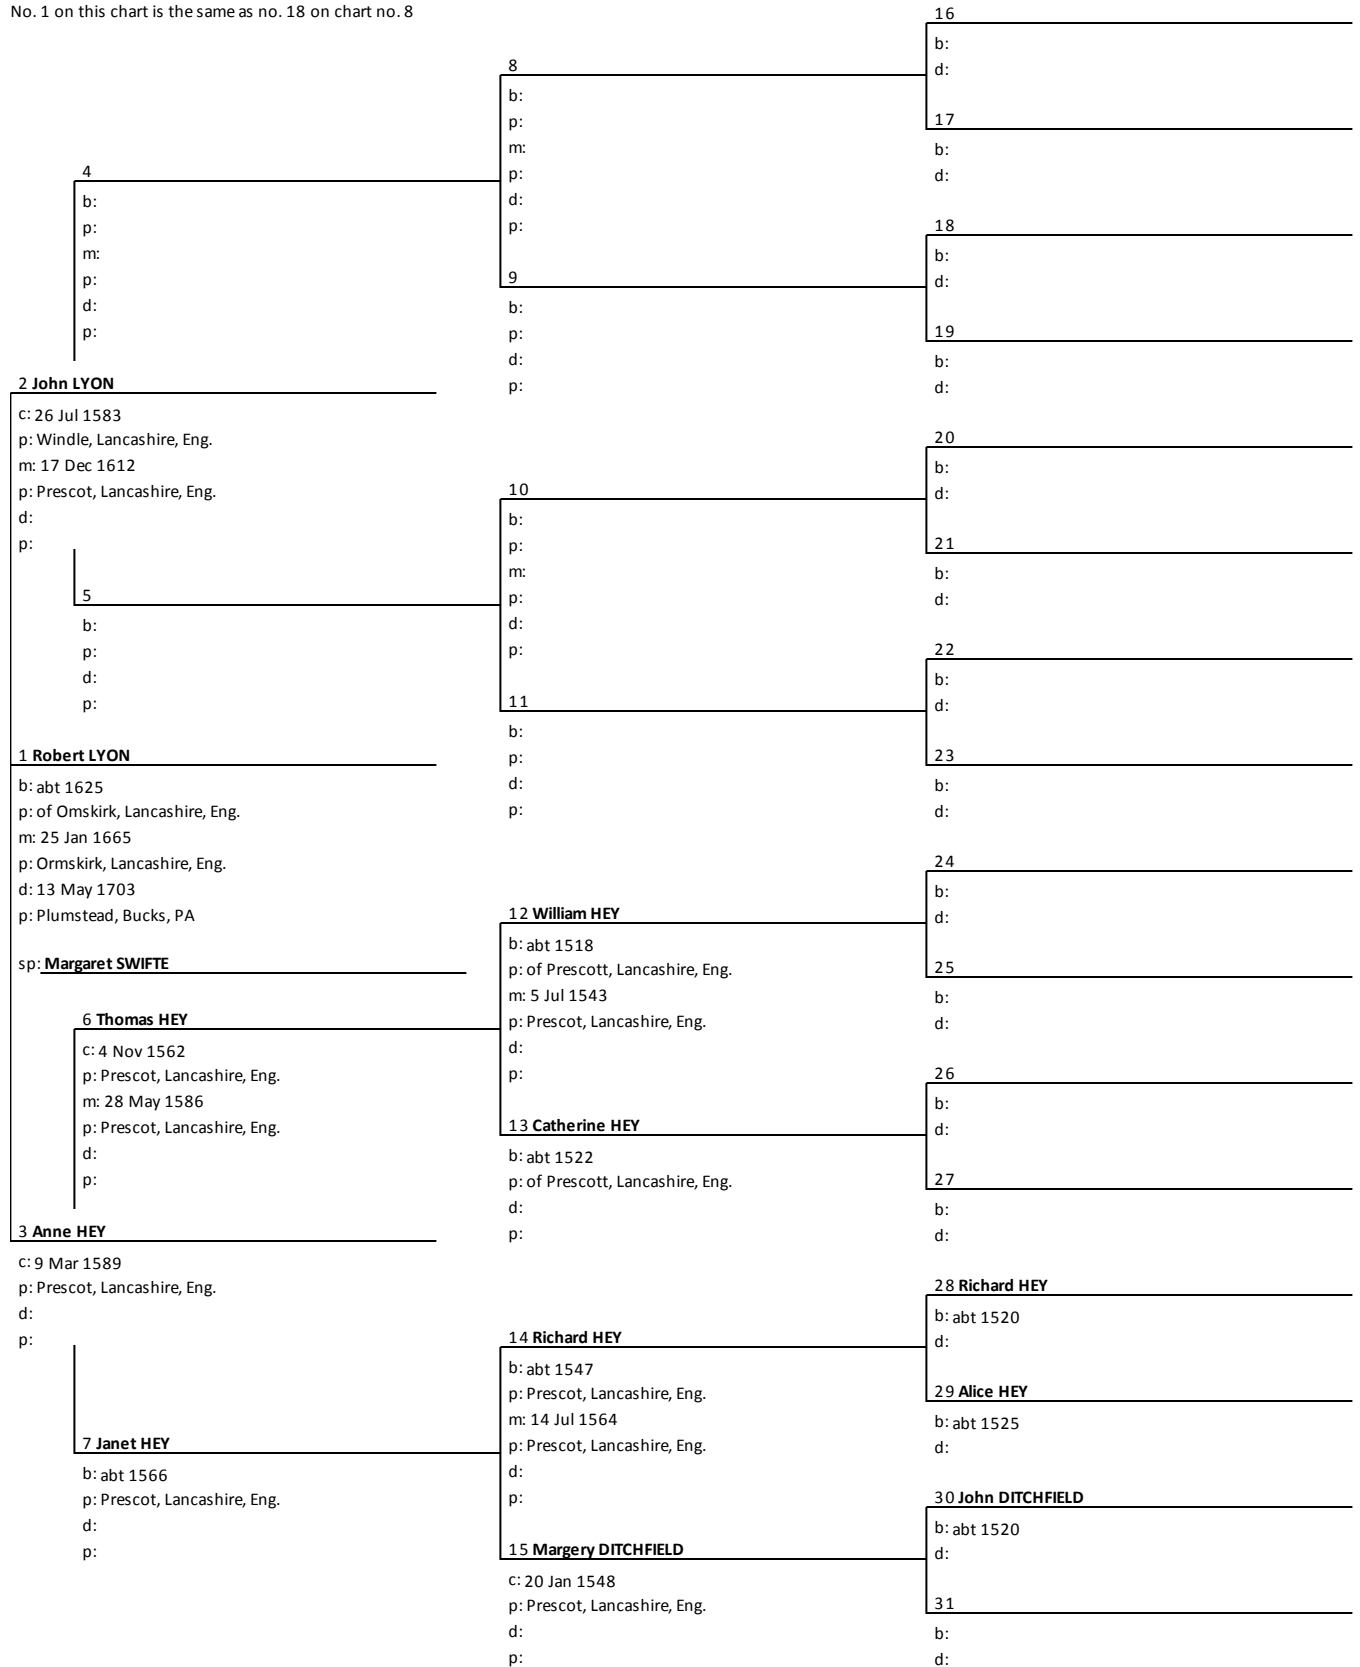 No. 1 on this chart is the same as no. 18 on chart no. 8
16
b:
d:
8
b:
p:
m:
p:
d:
p:
17
b:
d:
4
b:
p:
m:
p:
d:
p:
18
b:
d:
9
b:
p:
d:
p:
19
b:
d:
2 John LYON
c: 26 Jul 1583
p: Windle, Lancashire, Eng.
m: 17 Dec 1612
p: Prescot, Lancashire, Eng.
d:
p:
20
b:
d:
10
b:
p:
m:
p:
d:
p:
21
b:
d:
5
b:
p:
d:
p:
22
b:
d:
11
b:
p:
d:
p:
23
b:
d:
1 Robert LYON
b: abt 1625
p: of Omskirk, Lancashire, Eng.
m: 25 Jan 1665
p: Ormskirk, Lancashire, Eng.
d: 13 May 1703
p: Plumstead, Bucks, PA
sp: Margaret SWIFTE
24
b:
d:
12 William HEY
b: abt 1518
p: of Prescott, Lancashire, Eng.
m: 5 Jul 1543
p: Prescot, Lancashire, Eng.
d:
p:
25
b:
d:
6 Thomas HEY
c: 4 Nov 1562
p: Prescot, Lancashire, Eng.
m: 28 May 1586
p: Prescot, Lancashire, Eng.
d:
p:
26
b:
d:
13 Catherine HEY
b: abt 1522
p: of Prescott, Lancashire, Eng.
d:
p:
27
b:
d:
3 Anne HEY
c: 9 Mar 1589
p: Prescot, Lancashire, Eng.
d:
p:
28 Richard HEY
b: abt 1520
d:
14 Richard HEY
b: abt 1547
p: Prescot, Lancashire, Eng.
m: 14 Jul 1564
p: Prescot, Lancashire, Eng.
d:
p:
29 Alice HEY
b: abt 1525
d:
7 Janet HEY
b: abt 1566
p: Prescot, Lancashire, Eng.
d:
p:
30 John DITCHFIELD
b: abt 1520
d:
15 Margery DITCHFIELD
c: 20 Jan 1548
p: Prescot, Lancashire, Eng.
d:
p:
31
b:
d: